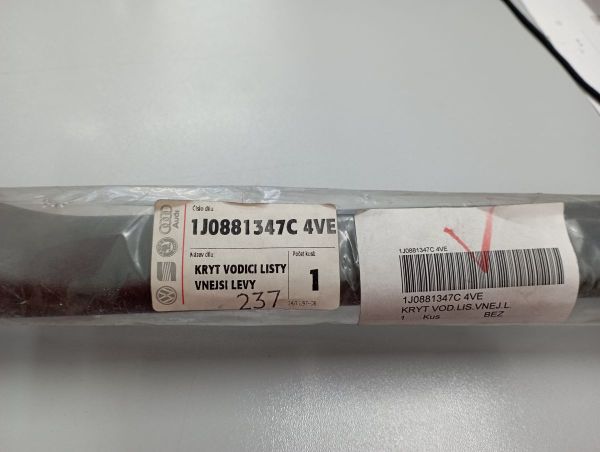 Audi
Číslo dílu
1J0881347C 4VE
Název dílu
Počet kusů
KRYT VODICI LISTY
VNEJSI LEVY
1
237
1J0881347C 4VE
1J0881347C 4VE
KRYT VOD.LIS.VNEJ.L
1 Kus BEZ